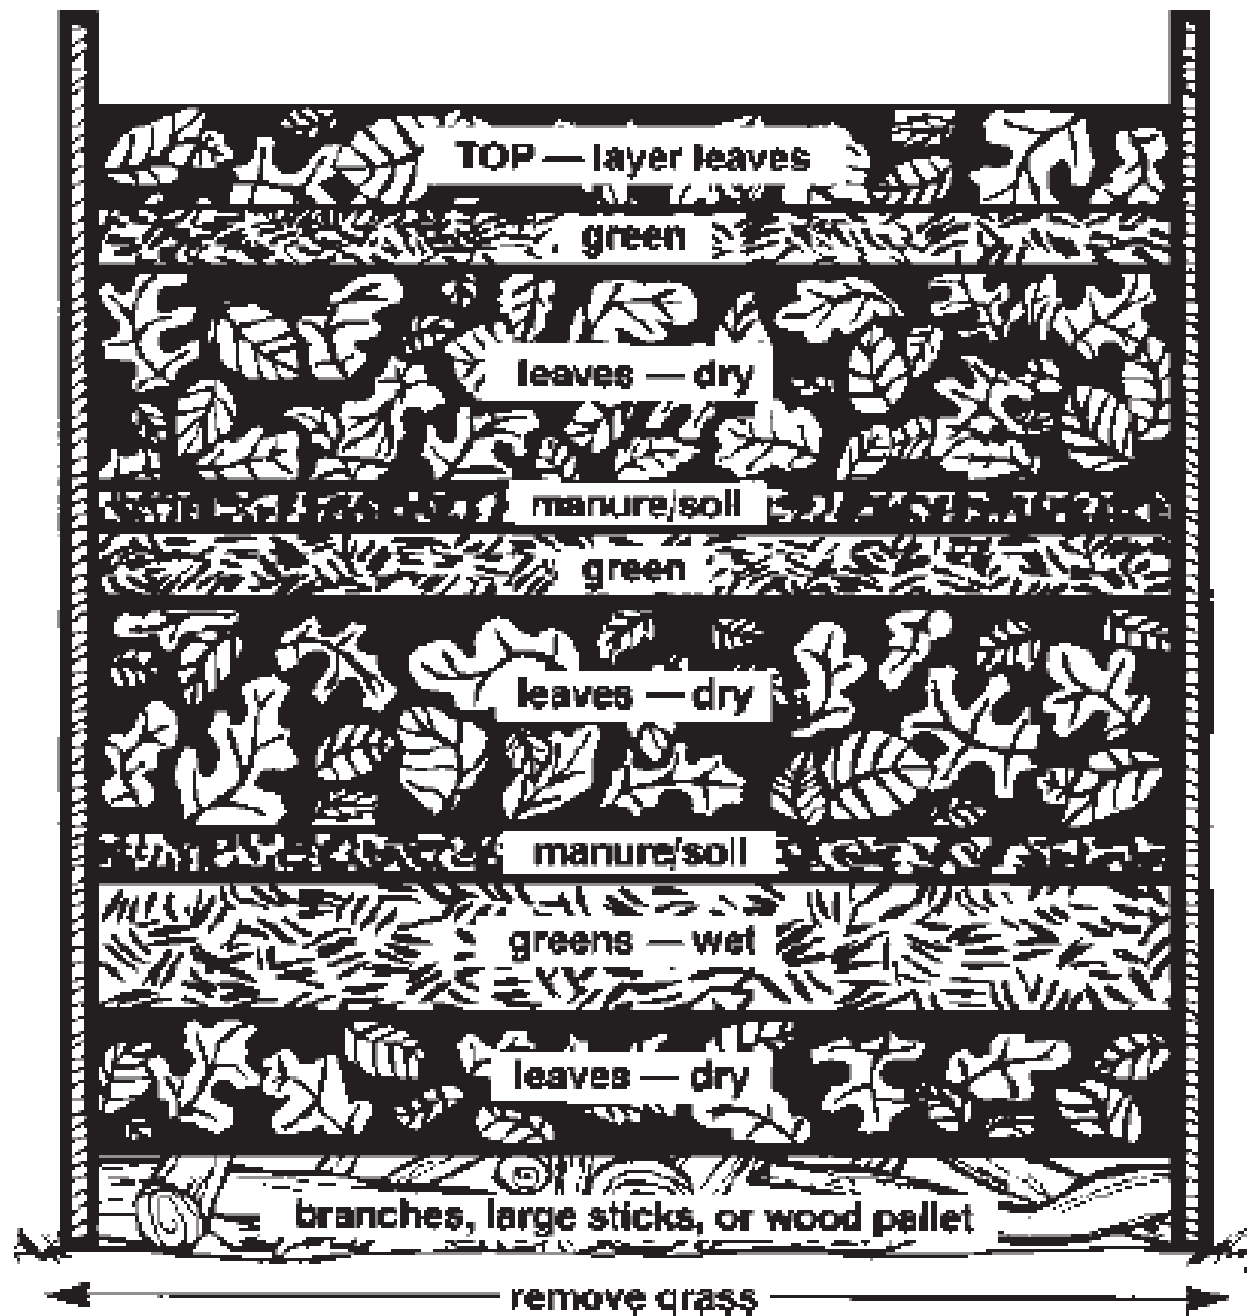 TOP — layer leaves
green
leaves — dry
manure/soil
green
leaves — dry
manure/soil
greens — wet
leaves — dry
branches, large sticks, or wood pallet
remove grass